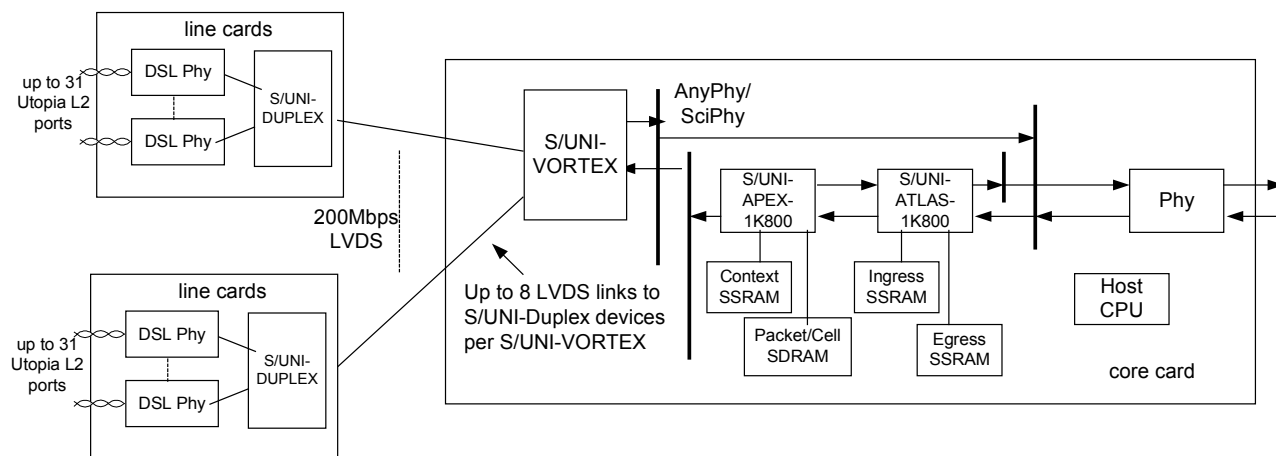 line cards
up to 31
Utopia L2
ports
DSL Phy
DSL Phy
S/UNI-
DUPLEX
200Mbps
LVDS
line cards
up to 31
Utopia L2
ports
DSL Phy
DSL Phy
S/UNI-
DUPLEX
S/UNI-
VORTEX
AnyPhy/
SciPhy
S/UNI-
APEX-
1K800
S/UNI-
ATLAS-
1K800
Phy
Context
SSRAM
Packet/Cell
SDRAM
Ingress
SSRAM
Egress
SSRAM
Host
CPU
Up to 8 LVDS links to
S/UNI-Duplex devices
per S/UNI-VORTEX
core card